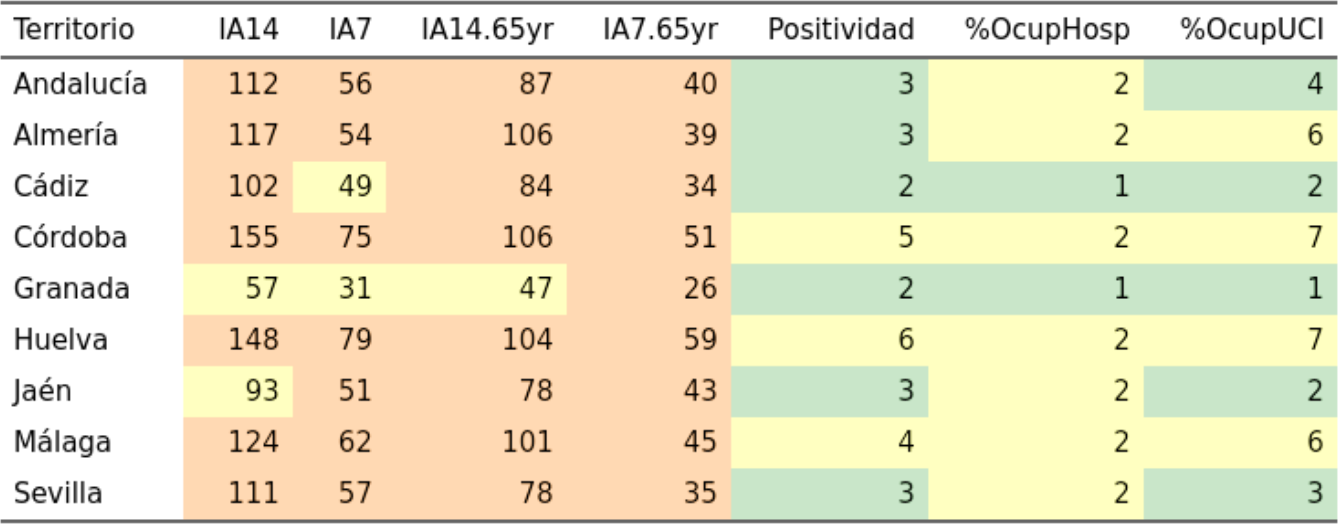 Territorio IA14 IA7 IA14.65yr IA7.65yr Positividad %OcupHosp %OcupUCI
Andalucía 112 56 87 40 3 2 4
Almería 117 54 106 39 3 2 6
Cádiz 102 49 84 34 2 1 2
Córdoba 155 75 106 51 5 2 7
Granada 57 31 47 26 2 1 1
Huelva 148 79 104 59 6 2 7
Jaén 93 51 78 43 3 2 2
Málaga 124 62 101 45 4 2 6
Sevilla 111 57 78 35 3 2 3